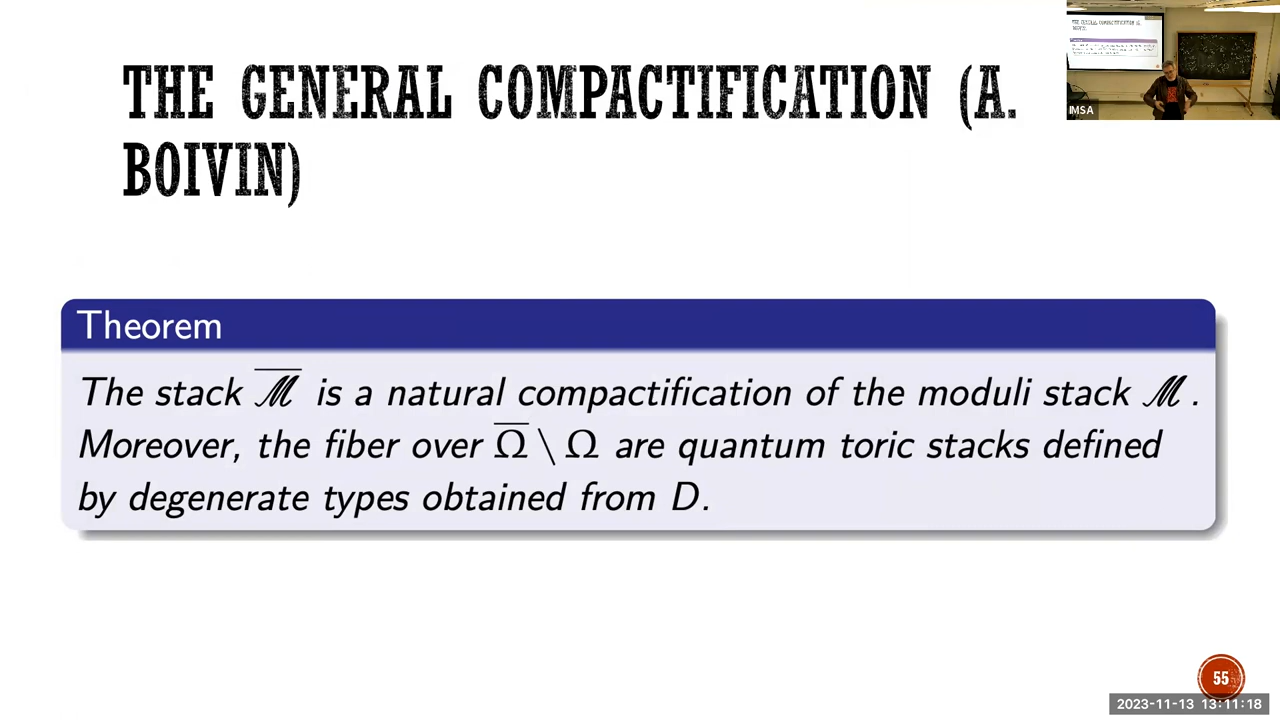 THE GENERAL COMPACTIFICATION (A.
BOIVIN)
IMSA
Theorem
The stack $\overline{\mathscr{M}}$ is a natural compactification of the moduli stack $\mathscr{M}$.
Moreover, the fiber over $\overline{\Omega} \setminus \Omega$ are quantum toric stacks defined
by degenerate types obtained from D.
55
2023-11-13 13:11:18